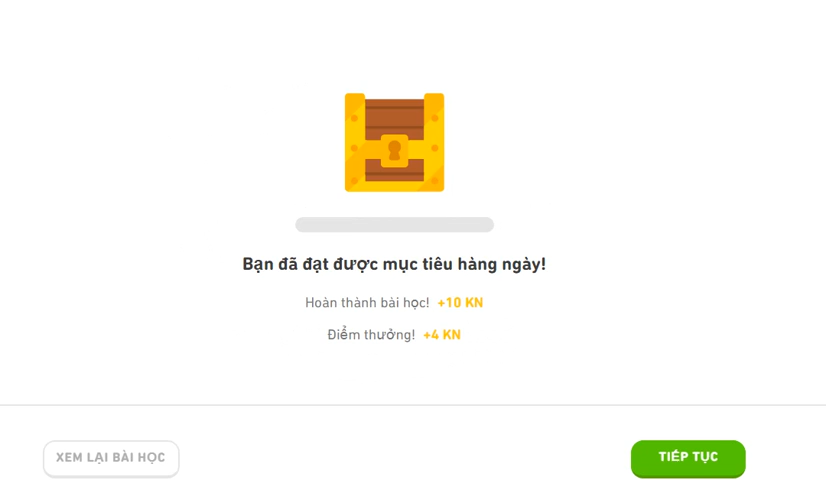 Bạn đã đạt được mục tiêu hàng ngày!
Hoàn thành bài học! +10 KN
Điểm thưởng! +4 KN
XEM LẠI BÀI HỌC
TIẾP TỤC